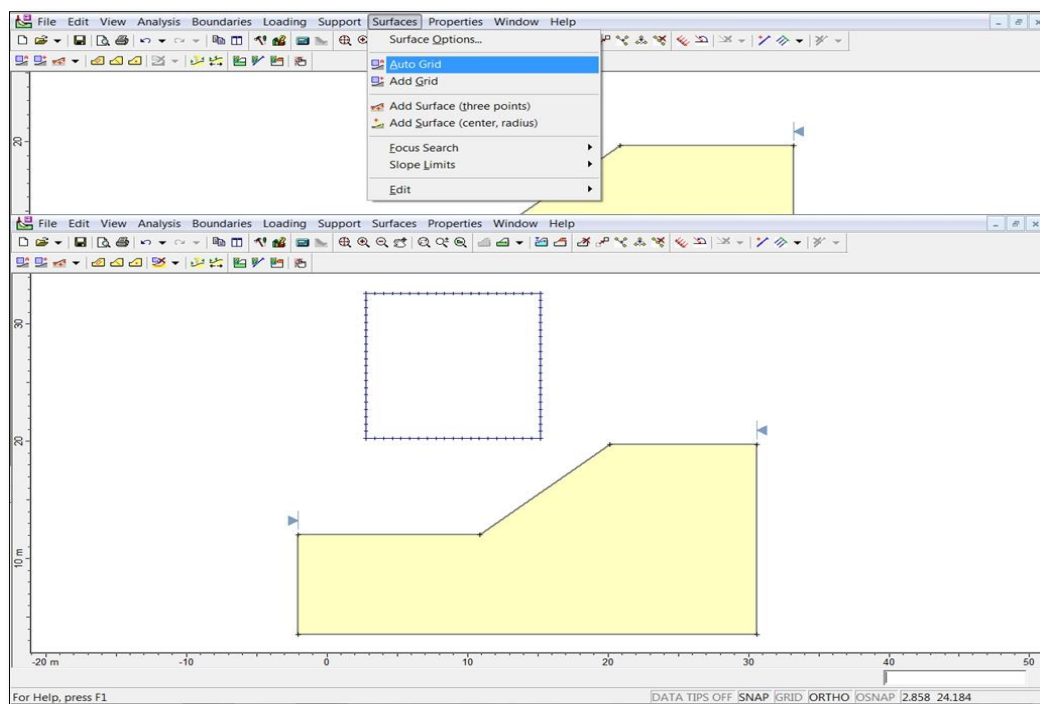 File Edit View Analysis Boundaries Loading Support Surfaces Properties Window Help
Surface Options...
Auto Grid
Add Grid
Add Surface (three points)
Add Surface (center, radius)
Focus Search
Slope Limits
Edit
20
File Edit View Analysis Boundaries Loading Support Surfaces Properties Window Help
30
20
10 m
-20 m -10 0 10 20 30 40 50
For Help, press F1 DATA TIPS OFF SNAP GRID ORTHO OSNAP 2.858 24.184